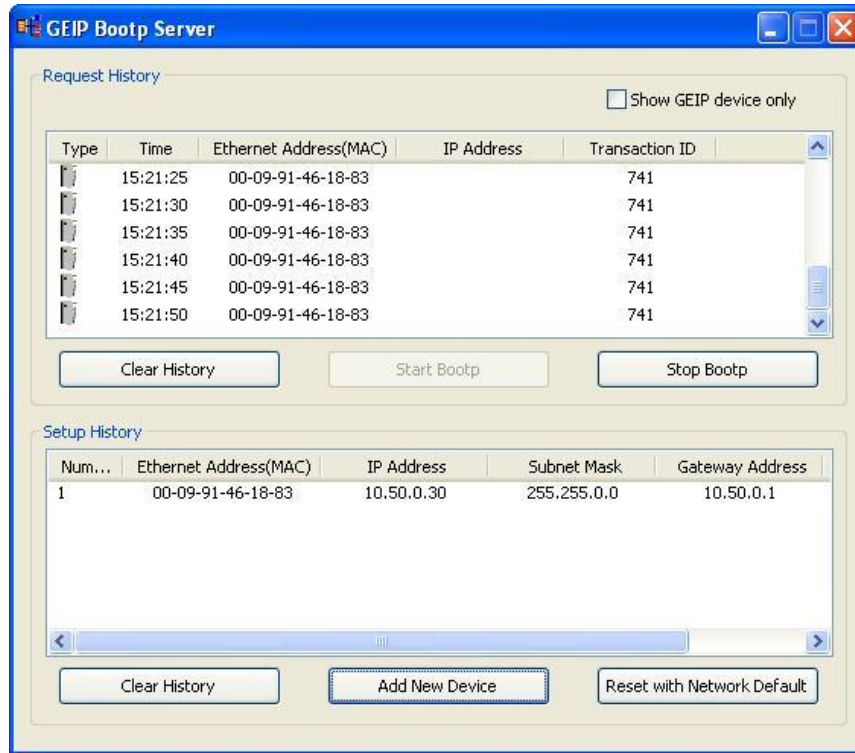 GEIP Bootp Server
Request History
Show GEIP device only
Type Time Ethernet Address(MAC) IP Address Transaction ID
15:21:25 00-09-91-46-18-83 741
15:21:30 00-09-91-46-18-83 741
15:21:35 00-09-91-46-18-83 741
15:21:40 00-09-91-46-18-83 741
15:21:45 00-09-91-46-18-83 741
15:21:50 00-09-91-46-18-83 741
Clear History Start Bootp Stop Bootp
Setup History
Num... Ethernet Address(MAC) IP Address Subnet Mask Gateway Address
1 00-09-91-46-18-83 10.50.0.30 255.255.0.0 10.50.0.1
Clear History Add New Device Reset with Network Default